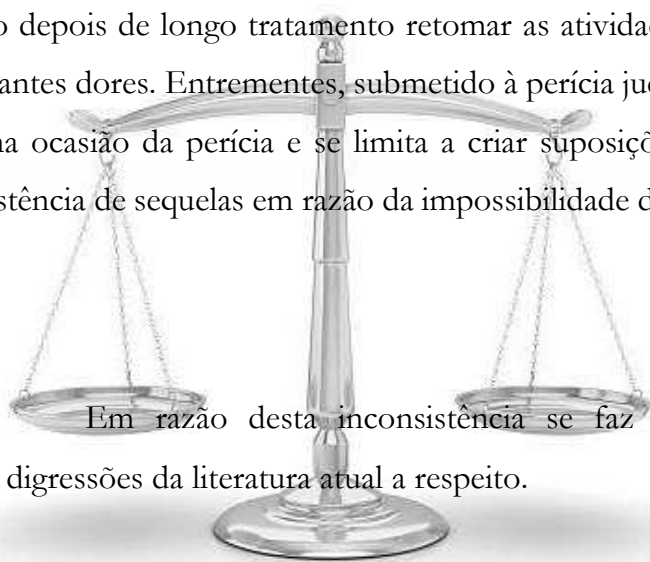 o depois de longo tratamento retomar as ativida
antes dores. Entrementes, submetido à perícia ju
na ocasião da perícia e se limita a criar suposiçõ
stência de sequelas em razão da impossibilidade d
Em razão desta inconsistência se faz
digressões da literatura atual a respeito.